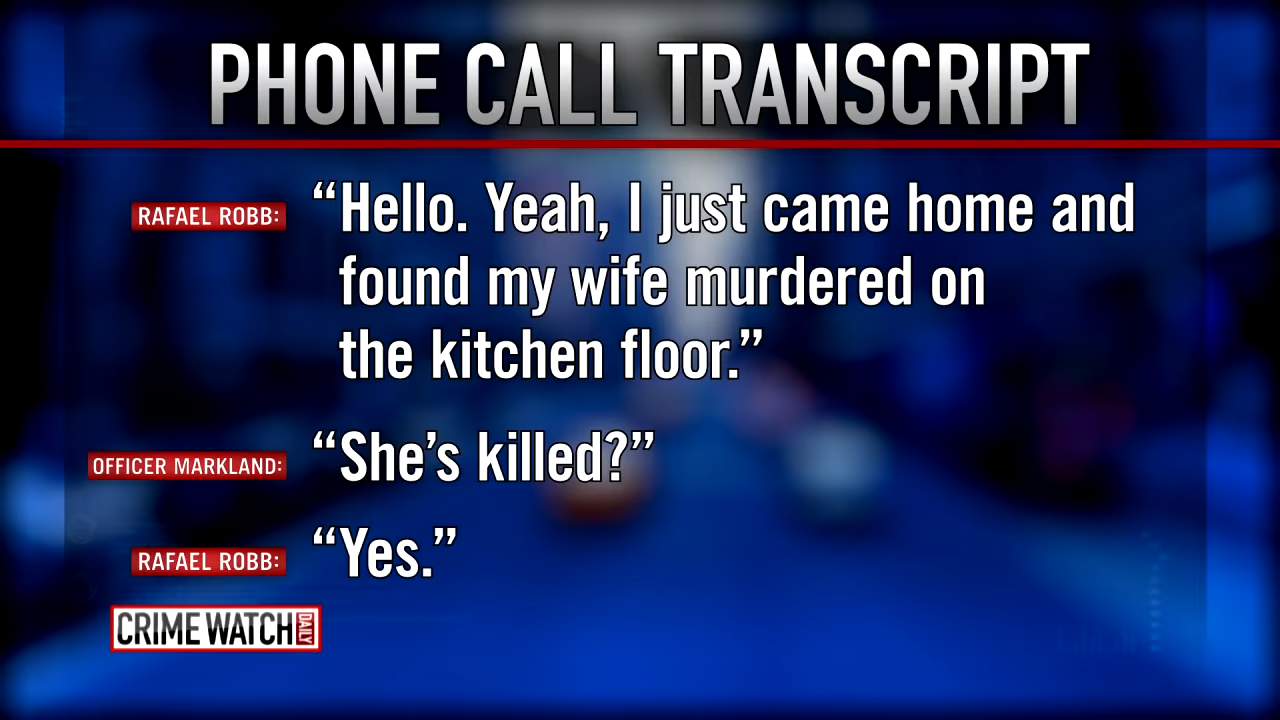 PHONE CALL TRANSCRIPT
RAFAEL ROBB: “Hello. Yeah, I just came home and
found my wife murdered on
the kitchen floor.”
OFFICER MARKLAND: “She’s killed?”
RAFAEL ROBB: “Yes.”
CRIME WATCH DAILY